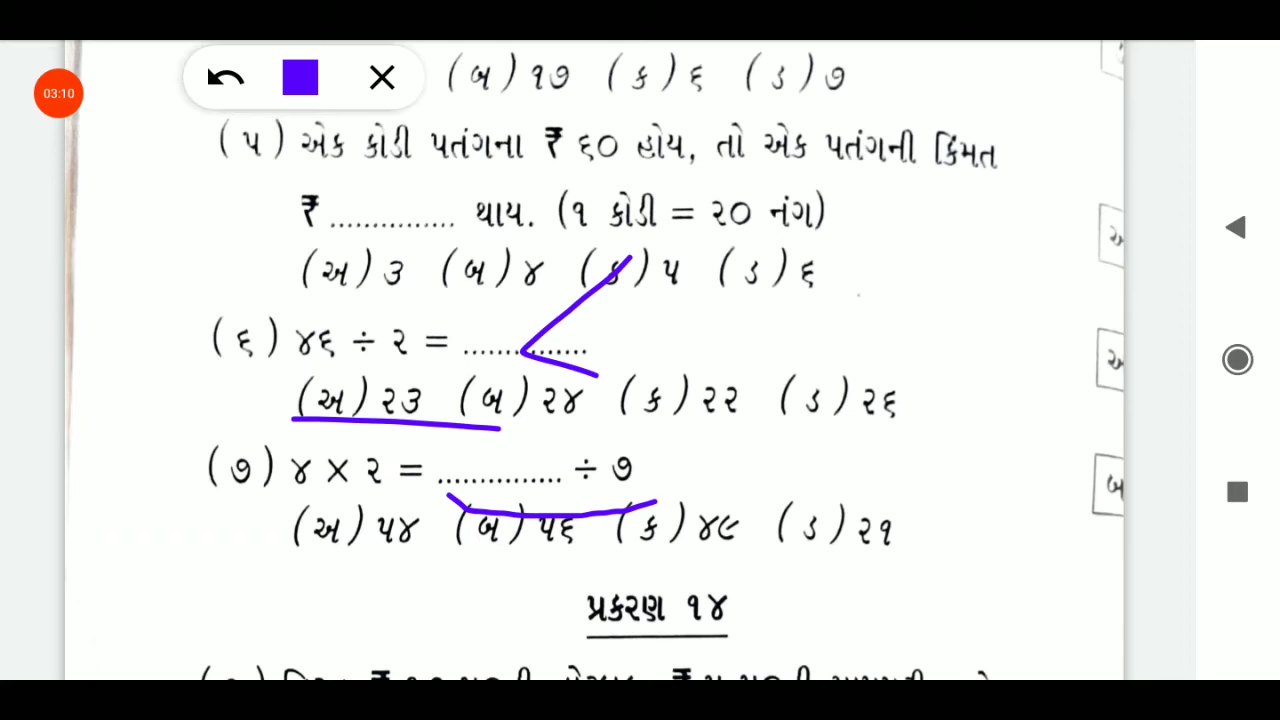 03:10
(બ) ૧૭ (ક) ૬ (ડ) ૭
(૫) એક કોડી પતંગના ₹ ૬૦ હોય, તો એક પતંગની કિંમત
₹ ............... થાય. (૧ કોડી = ૨૦ નંગ)
(અ) ૩ (બ) ૪ (ક) ૫ (ડ) ૬
અ
(૬) ૪૬ ÷ ૨ = ...............
(અ) ૨૩ (બ) ૨૪ (ક) ૨૨ (ડ) ૨૬
અ
(૭) ૪ × ૨ = ............... ÷ ૭
(અ) ૫૪ (બ) ૫૬ (ક) ૪૯ (ડ) ૨૧
બ
પ્રકરણ ૧૪